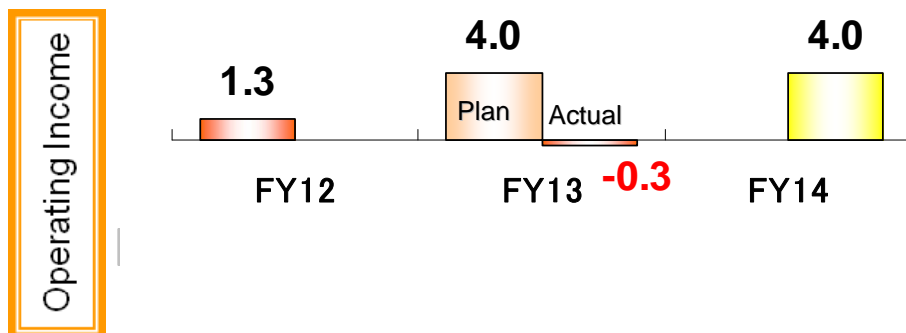 Operating Income
1.3
4.0
4.0
Plan
Actual
-0.3
FY12
FY13
FY14